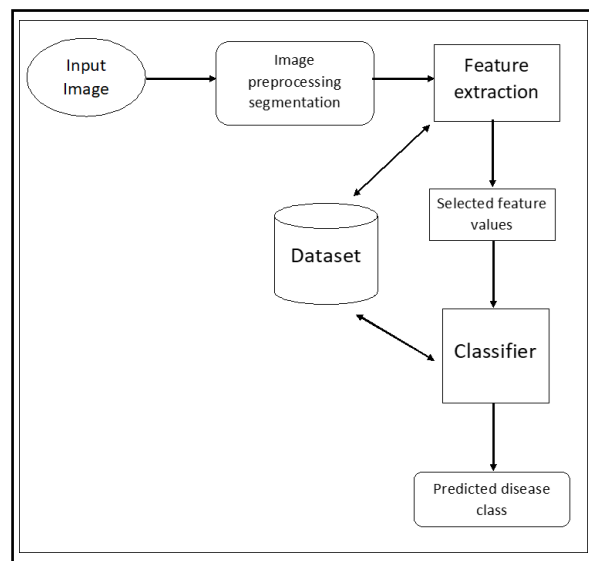 Input
Image
Image
preprocessing
segmentation
Feature
extraction
Selected feature
values
Dataset
Classifier
Predicted disease
class